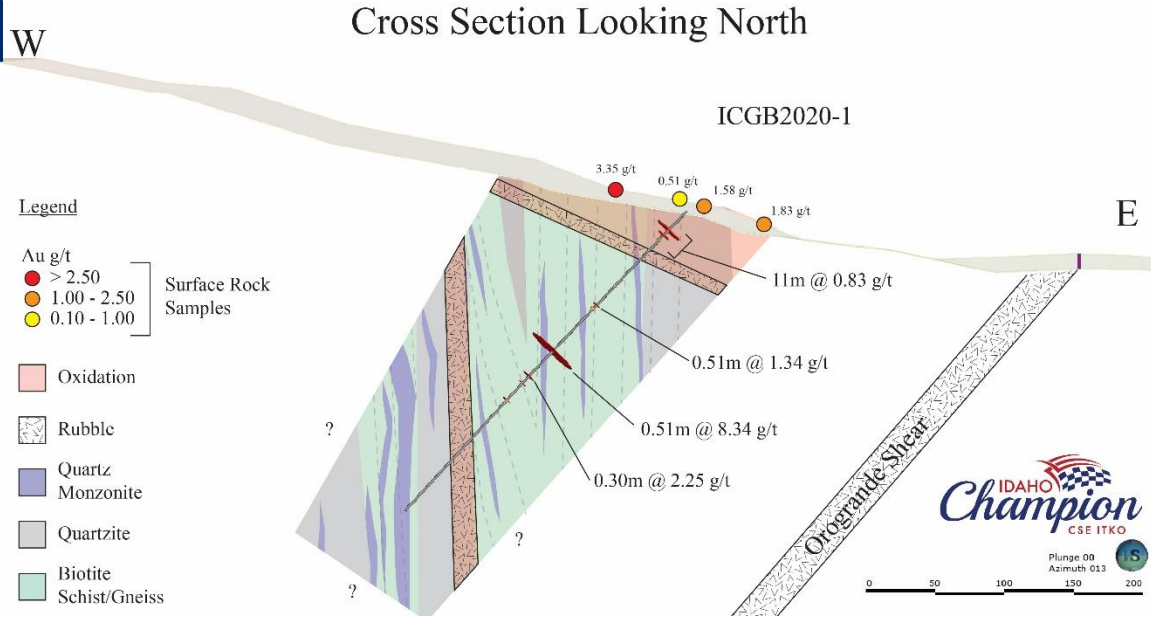 Cross Section Looking North
W
ICGB2020-1
E
3.35 g/t
0.51 g/t
1.58 g/t
1.83 g/t
11m @ 0.83 g/t
0.51m @ 1.34 g/t
0.51m @ 8.34 g/t
0.30m @ 2.25 g/t
?
?
?
Orogrande Shear
Legend
Au g/t
> 2.50
1.00 - 2.50
0.10 - 1.00
Surface Rock
Samples
Oxidation
Rubble
Quartz
Monzonite
Quartzite
Biotite
Schist/Gneiss
IDAHO
Champion
CSE ITKO
Plunge 00
Azimuth 013
0 50 100 150 200